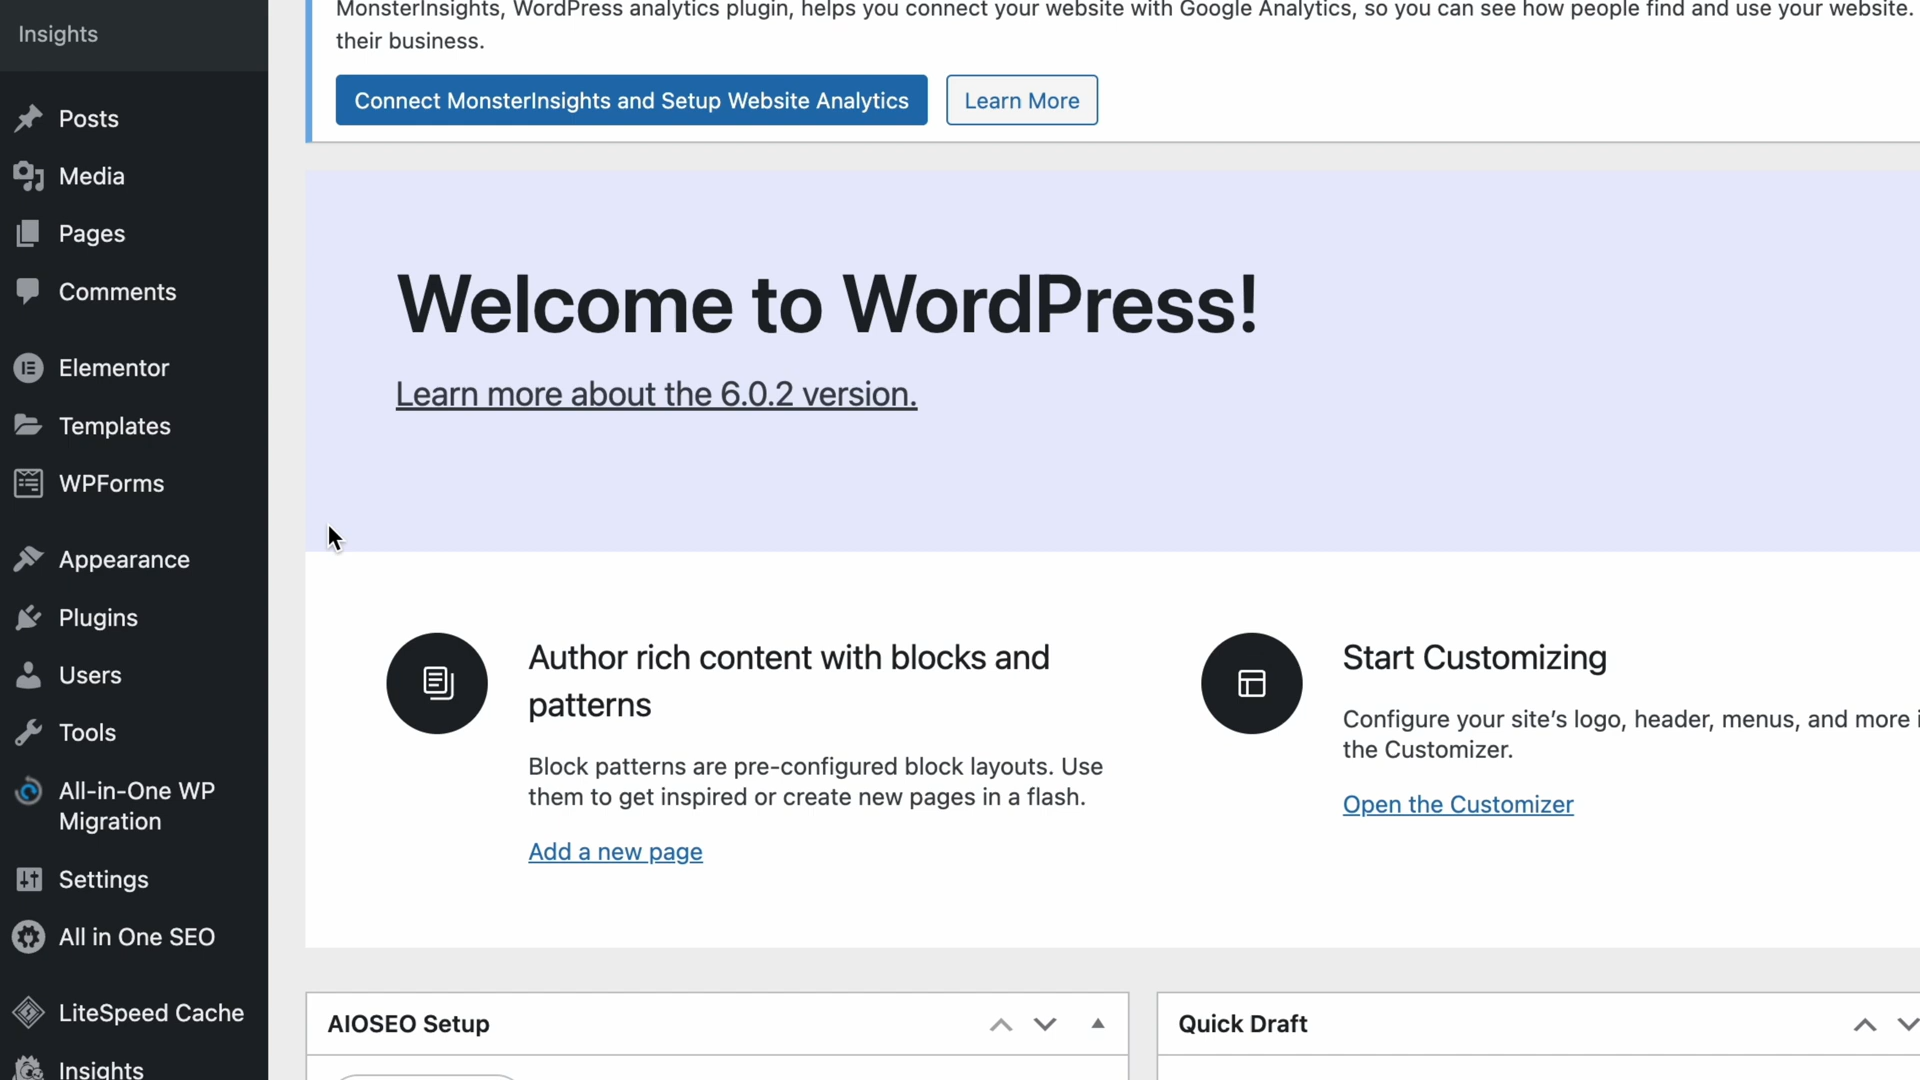 Insights
Posts
Media
Pages
Comments
Elementor
Templates
WPForms
Appearance
Plugins
Users
Tools
All-in-One WP
Migration
Settings
All in One SEO
LiteSpeed Cache
Insights
MonsterInsights, WordPress analytics plugin, helps you connect your website with Google Analytics, so you can see how people find and use your website.
their business.
Connect MonsterInsights and Setup Website Analytics
Learn More
Welcome to WordPress!
Learn more about the 6.0.2 version.
Author rich content with blocks and
patterns
Block patterns are pre-configured block layouts. Use
them to get inspired or create new pages in a flash.
Add a new page
Start Customizing
Configure your site’s logo, header, menus, and more i
the Customizer.
Open the Customizer
AIOSEO Setup
Quick Draft